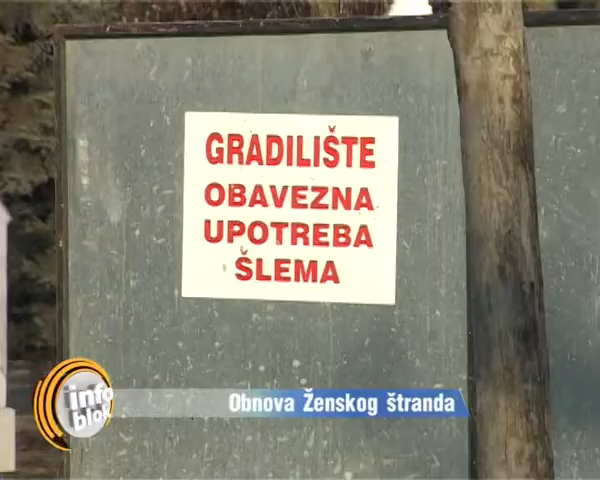 GRADILIŠTE
OBAVEZNA
UPOTREBA
ŠLEMA
info
blok
Obnova Ženskog štranda